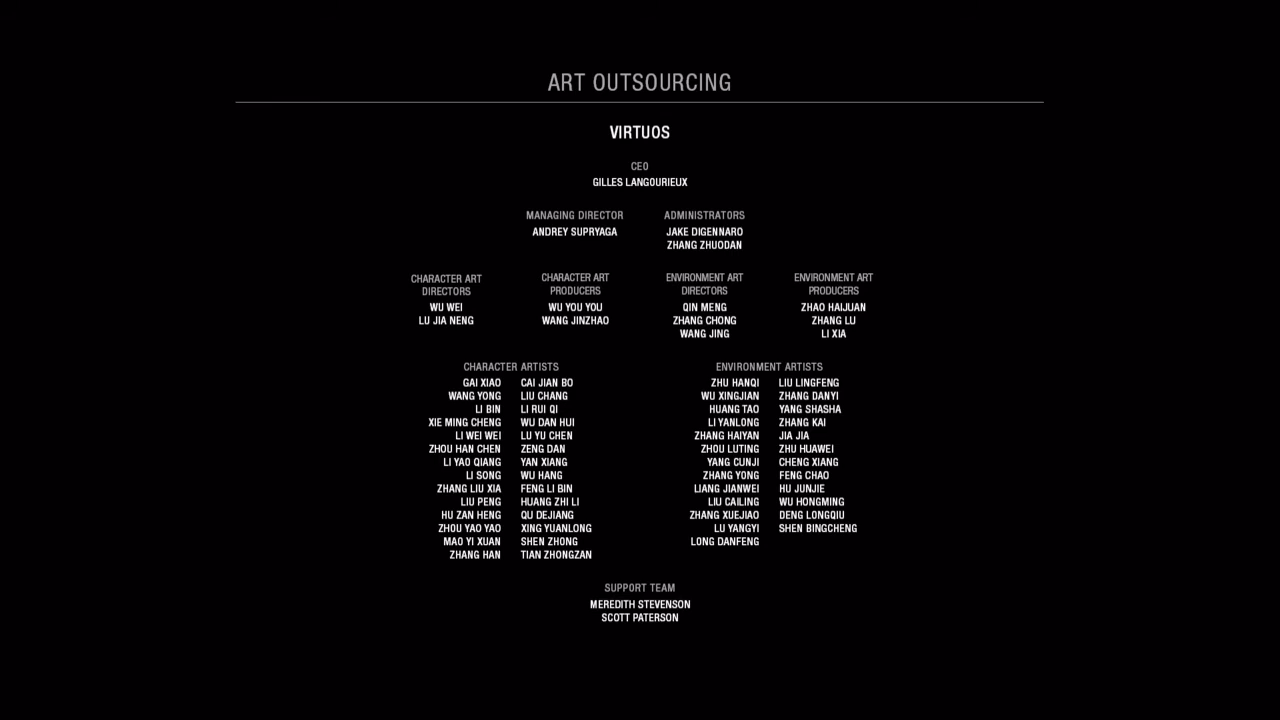 ART OUTSOURCING
VIRTUOS
CEO
GILLES LANGOURIEUX
MANAGING DIRECTOR
ANDREY SUPRYAGA
ADMINISTRATORS
JAKE DIGENNARO
ZHANG ZHUODAN
CHARACTER ART
DIRECTORS
WU WEI
LU JIA NENG
CHARACTER ART
PRODUCERS
WU YOU YOU
WANG JINZHAO
ENVIRONMENT ART
DIRECTORS
QIN MENG
ZHANG CHONG
WANG JING
ENVIRONMENT ART
PRODUCERS
ZHAO HAIJUAN
ZHANG LU
LI XIA
CHARACTER ARTISTS
GAI XIAO CAI JIAN BO
WANG YONG LIU CHANG
LI BIN LI RUI QI
XIE MING CHENG WU DAN HUI
LI WEI WEI LU YU CHEN
ZHOU HAN CHEN ZENG DAN
LI YAO QIANG YAN XIANG
LI SONG WU HANG
ZHANG LIU XIA FENG LI BIN
LIU PENG HUANG ZHI LI
HU ZAN HENG QU DEJIANG
ZHOU YAO YAO XING YUANLONG
MAO YI XUAN SHEN ZHONG
ZHANG HAN TIAN ZHONGZAN
ENVIRONMENT ARTISTS
ZHU HANQI LIU LINGFENG
WU XINGJIAN ZHANG DANYI
HUANG TAO YANG SHASHA
LI YANLONG ZHANG KAI
ZHANG HAIYAN JIA JIA
ZHOU LUTING ZHU HUAWEI
YANG CUNJI CHENG XIANG
ZHANG YONG FENG CHAO
LIANG JIANWEI HU JUNJIE
LIU CAILING WU HONGMING
ZHANG XUEJIAO DENG LONGQIU
LU YANGYI SHEN BINGCHENG
LONG DANFENG
SUPPORT TEAM
MEREDITH STEVENSON
SCOTT PATERSON